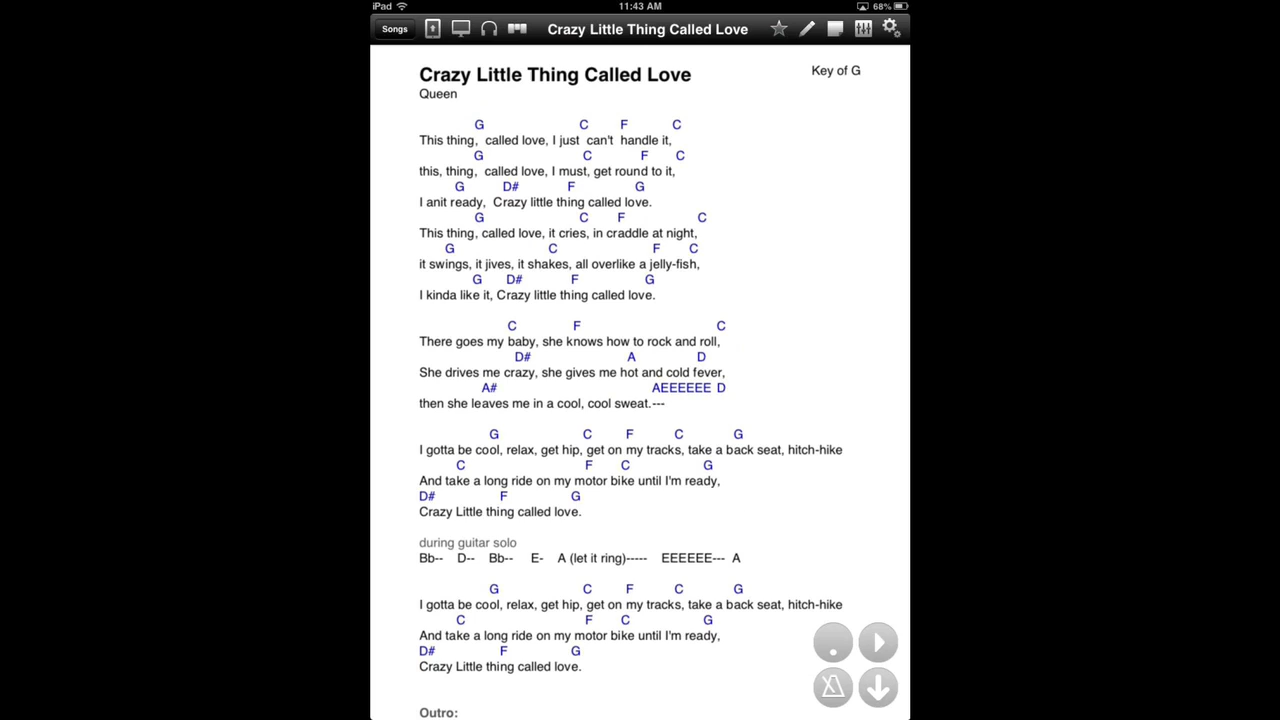 iPad 11:43 AM 68%
Songs Crazy Little Thing Called Love
Crazy Little Thing Called Love Key of G
Queen
G C F C
This thing, called love, I just can't handle it,
G C F C
this, thing, called love, I must, get round to it,
G D# F G
I anit ready, Crazy little thing called love.
G C F C
This thing, called love, it cries, in craddle at night,
G C F C
it swings, it jives, it shakes, all overlike a jelly-fish,
G D# F G
I kinda like it, Crazy little thing called love.
C F C
There goes my baby, she knows how to rock and roll,
D# A D
She drives me crazy, she gives me hot and cold fever,
A# AEEEEEE D
then she leaves me in a cool, cool sweat.---
G C F C G
I gotta be cool, relax, get hip, get on my tracks, take a back seat, hitch-hike
C F C G
And take a long ride on my motor bike until I'm ready,
D# F G
Crazy Little thing called love.
during guitar solo
Bb-- D-- Bb-- E- A (let it ring)----- EEEEEE--- A
G C F C G
I gotta be cool, relax, get hip, get on my tracks, take a back seat, hitch-hike
C F C G
And take a long ride on my motor bike until I'm ready,
D# F G
Crazy Little thing called love.
Outro: